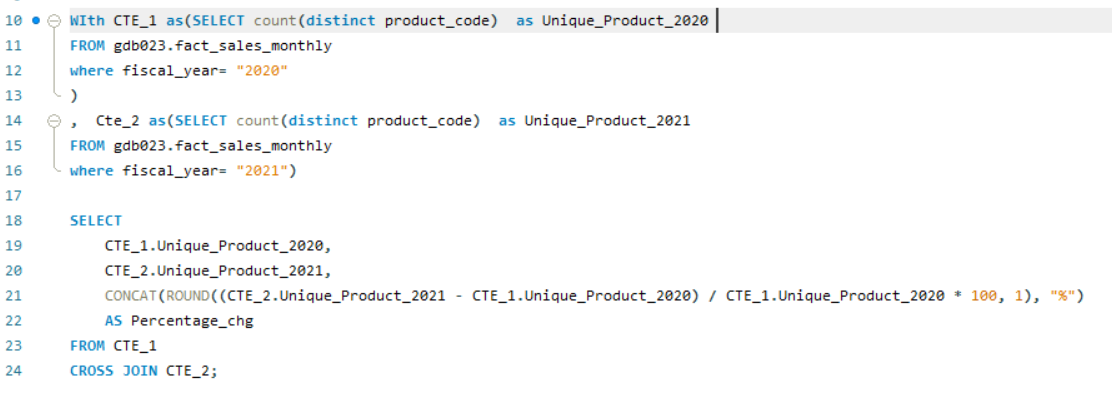 10 WIth CTE_1 as(SELECT count(distinct product_code)  as Unique_Product_2020
11 FROM gdb023.fact_sales_monthly
12 where fiscal_year= "2020"
13 )
14 ,  Cte_2 as(SELECT count(distinct product_code)  as Unique_Product_2021
15 FROM gdb023.fact_sales_monthly
16 where fiscal_year= "2021")
17
18 SELECT
19     CTE_1.Unique_Product_2020,
20     CTE_2.Unique_Product_2021,
21     CONCAT(ROUND((CTE_2.Unique_Product_2021 - CTE_1.Unique_Product_2020) / CTE_1.Unique_Product_2020 * 100, 1), "%")
22     AS Percentage_chg
23 FROM CTE_1
24 CROSS JOIN CTE_2;